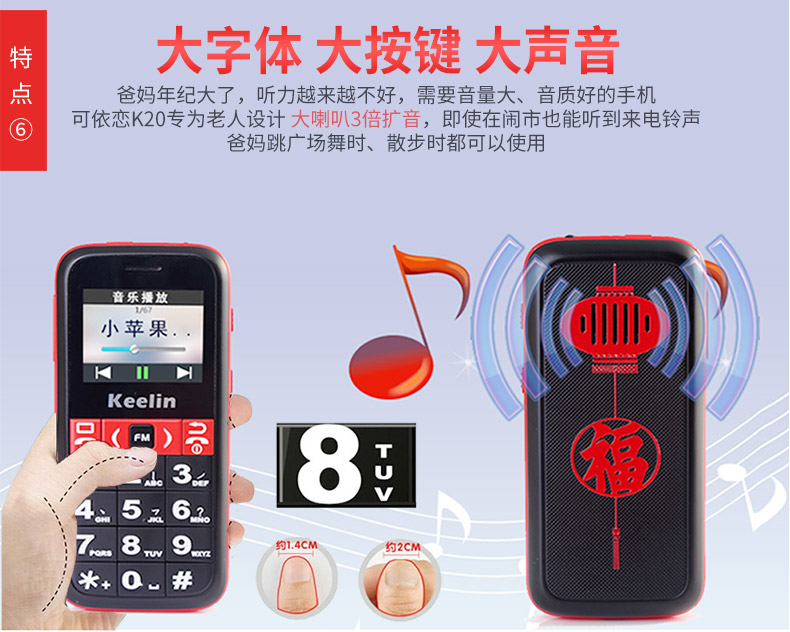 特点⑥
大字体 大按键 大声音
爸妈年纪大了，听力越来越不好，需要音量大、音质好的手机
可依恋K20专为老人设计 大喇叭3倍扩音，即使在闹市也能听到来电铃声
爸妈跳广场舞时、散步时都可以使用
音乐播放
1/67
小苹果..
Keelin
FM
2 ABC 3 DEF
4 GHI 5 JKL 6 MNO
7 PQRS 8 TUV 9 WXYZ
*+ 0 #
8 TUV
约1.4CM
约2CM
福